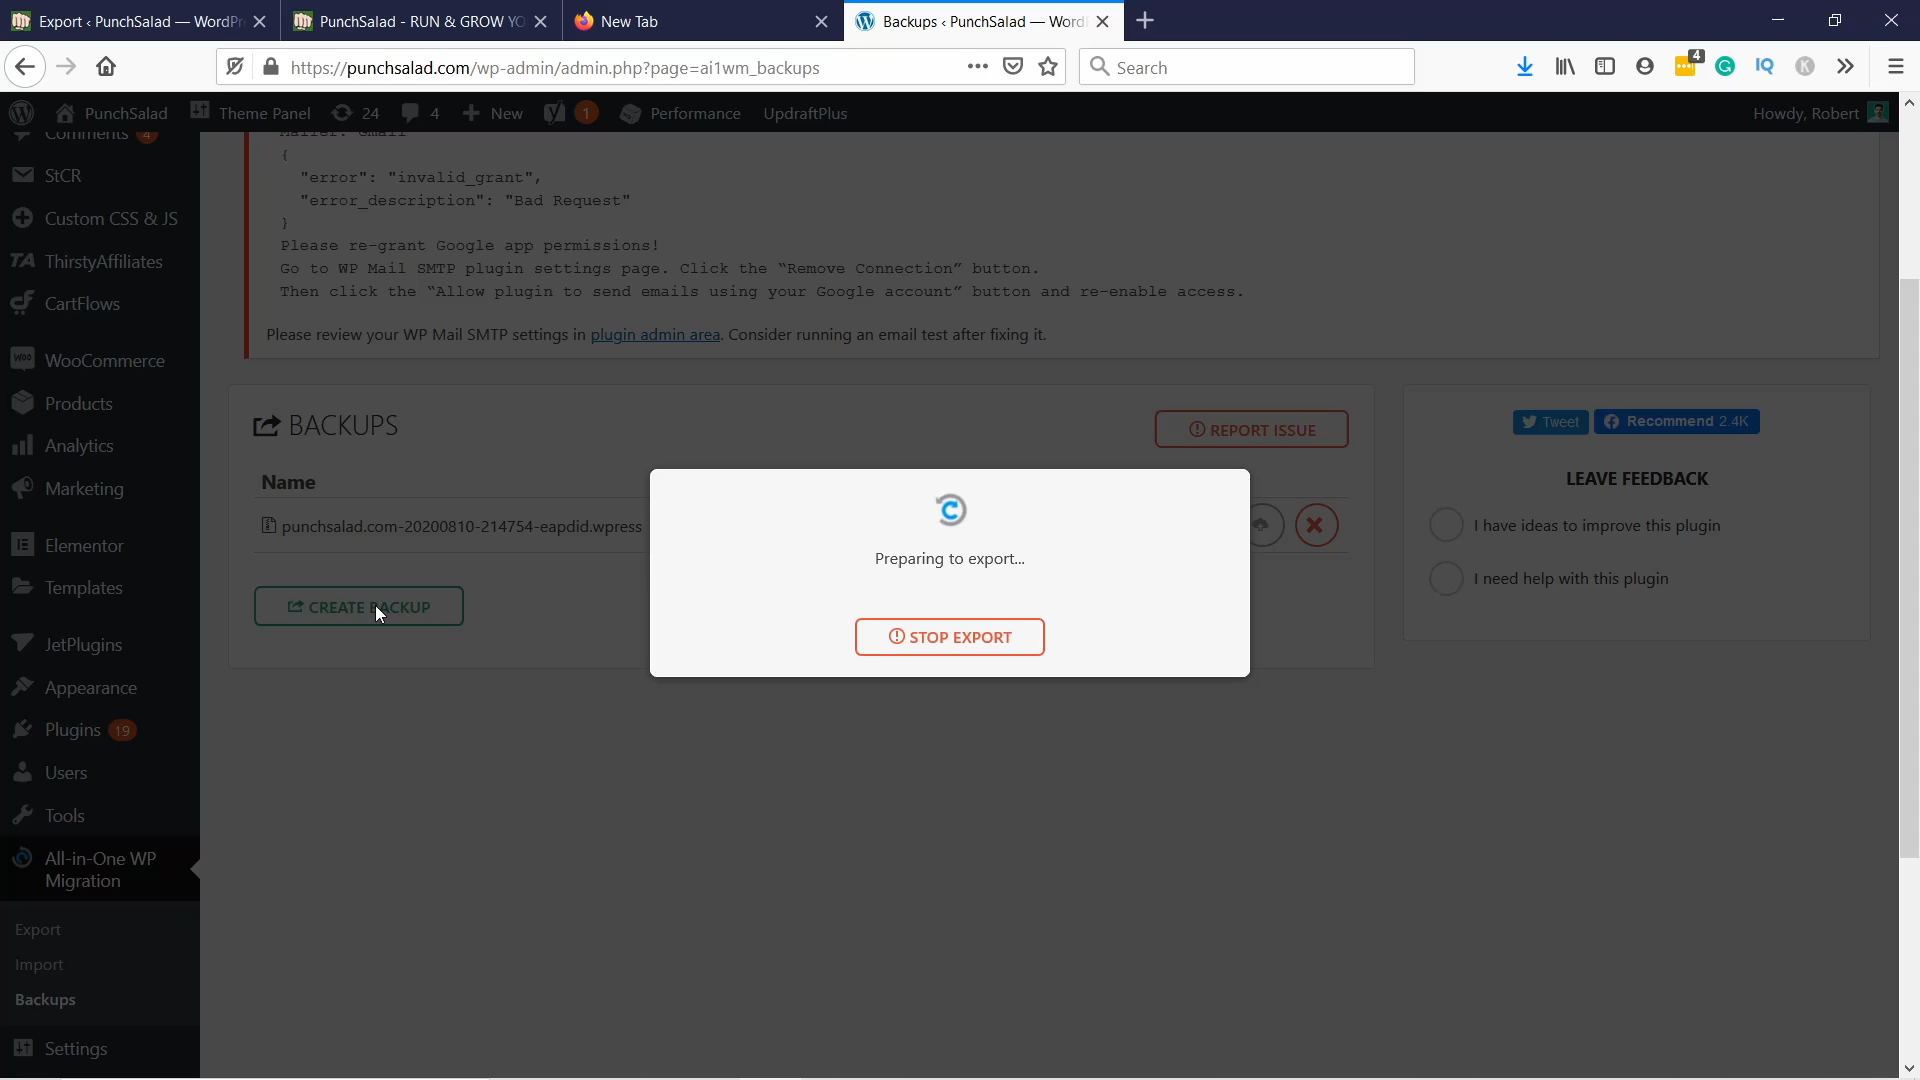 Export ‹ PunchSalad — WordPr
PunchSalad - RUN & GROW YO
New Tab
Backups ‹ PunchSalad — Word
https://punchsalad.com/wp-admin/admin.php?page=ai1wm_backups
Search
4
PunchSalad
Theme Panel
24
4
New
1
Performance
UpdraftPlus
Howdy, Robert
Comments 4
StCR
Custom CSS & JS
ThirstyAffiliates
CartFlows
WooCommerce
Products
Analytics
Marketing
Elementor
Templates
JetPlugins
Appearance
Plugins 19
Users
Tools
All-in-One WP
Migration
Export
Import
Backups
Settings
Mailer: Gmail
{
"error": "invalid_grant",
"error_description": "Bad Request"
}
Please re-grant Google app permissions!
Go to WP Mail SMTP plugin settings page. Click the “Remove Connection” button.
Then click the “Allow plugin to send emails using your Google account” button and re-enable access.
Please review your WP Mail SMTP settings in plugin admin area. Consider running an email test after fixing it.
BACKUPS
REPORT ISSUE
Name
punchsalad.com-20200810-214754-eapdid.wpress
CREATE BACKUP
Preparing to export...
STOP EXPORT
Tweet
Recommend 2.4K
LEAVE FEEDBACK
I have ideas to improve this plugin
I need help with this plugin